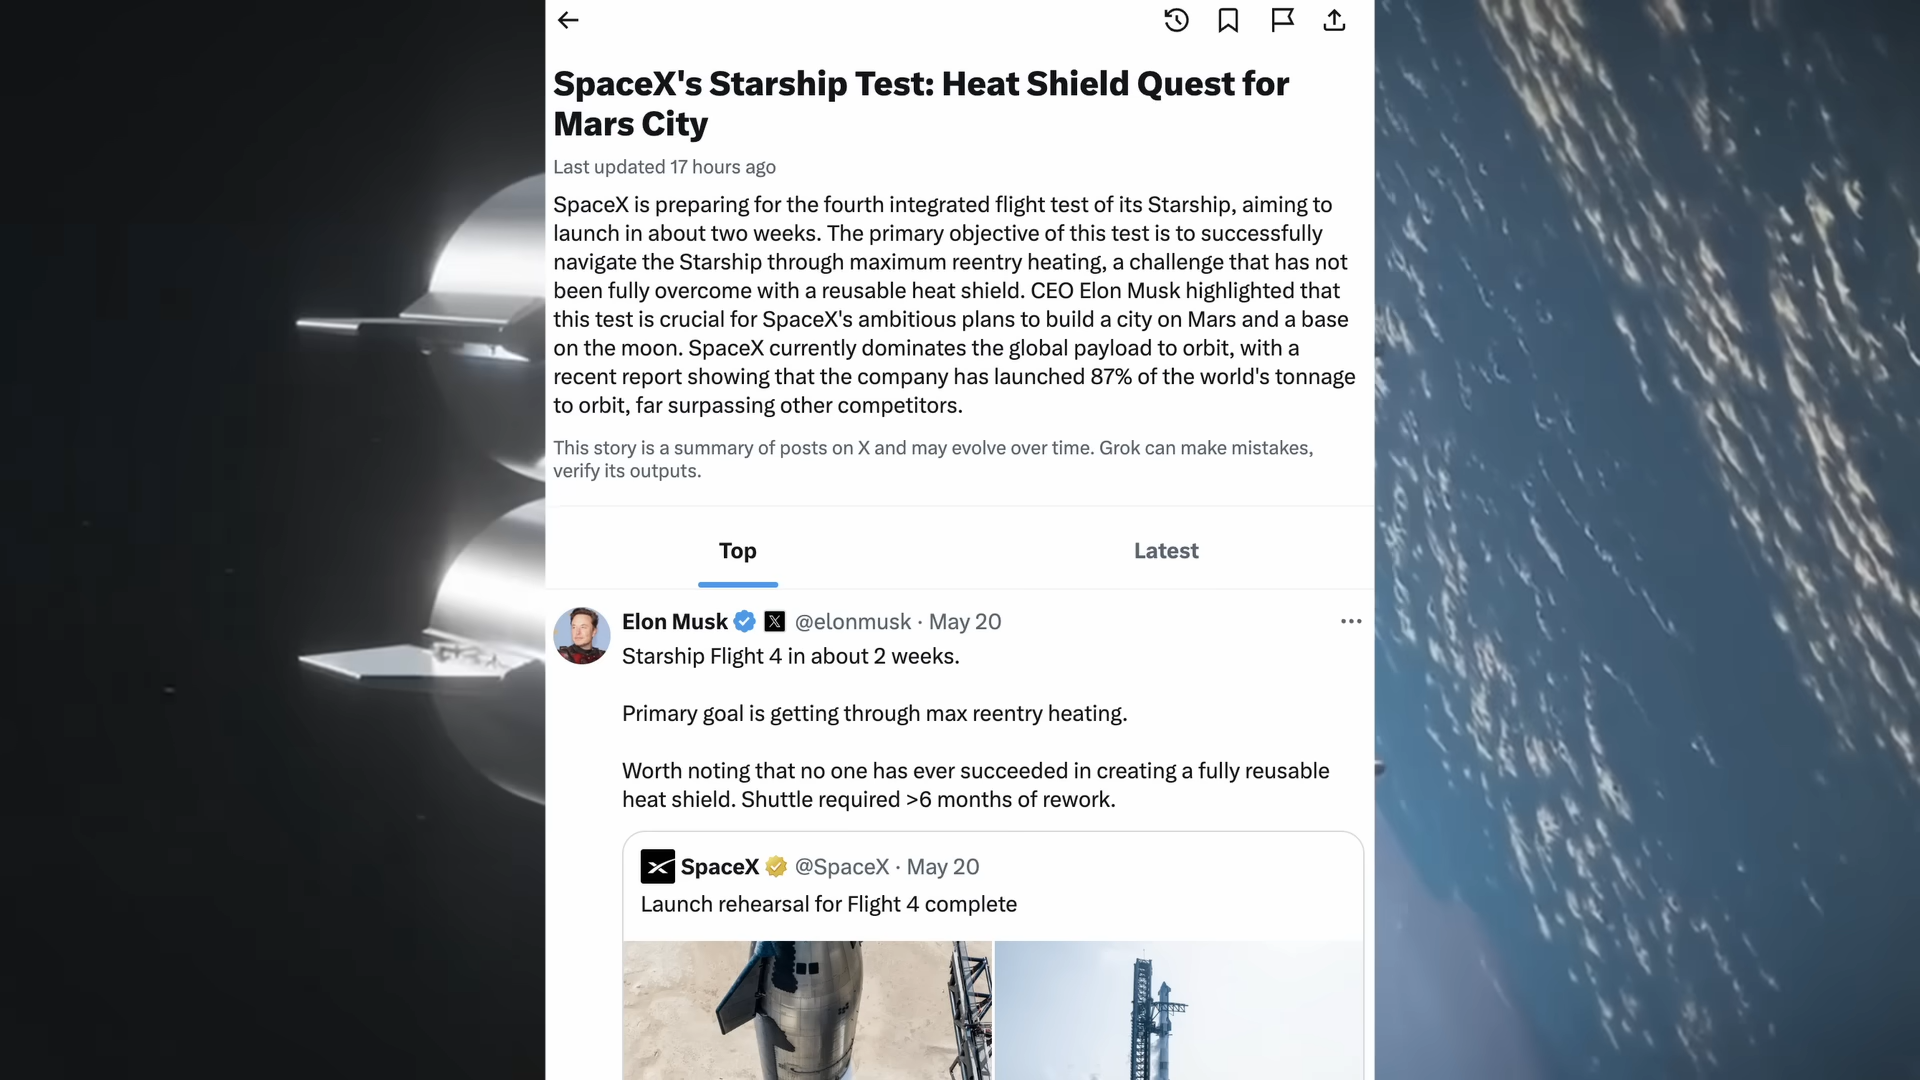 SpaceX's Starship Test: Heat Shield Quest for
Mars City
Last updated 17 hours ago
SpaceX is preparing for the fourth integrated flight test of its Starship, aiming to
launch in about two weeks. The primary objective of this test is to successfully
navigate the Starship through maximum reentry heating, a challenge that has not
been fully overcome with a reusable heat shield. CEO Elon Musk highlighted that
this test is crucial for SpaceX's ambitious plans to build a city on Mars and a base
on the moon. SpaceX currently dominates the global payload to orbit, with a
recent report showing that the company has launched 87% of the world's tonnage
to orbit, far surpassing other competitors.
This story is a summary of posts on X and may evolve over time. Grok can make mistakes,
verify its outputs.
Top
Latest
Elon Musk @elonmusk · May 20
Starship Flight 4 in about 2 weeks.
Primary goal is getting through max reentry heating.
Worth noting that no one has ever succeeded in creating a fully reusable
heat shield. Shuttle required >6 months of rework.
SpaceX @SpaceX · May 20
Launch rehearsal for Flight 4 complete